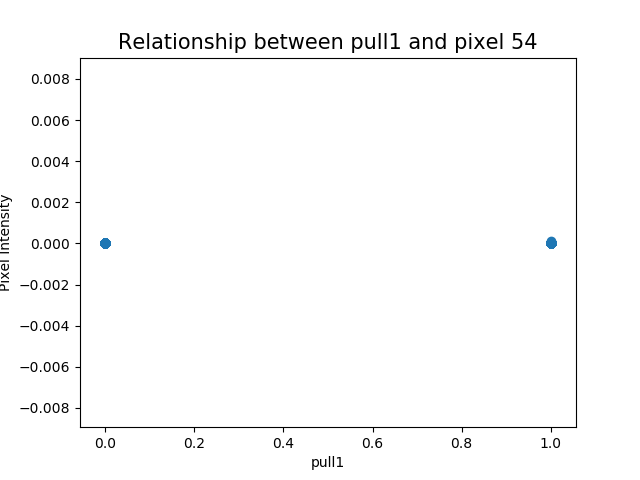 Relationship between pull1 and pixel 54
0.008
0.006
0.004
0.002
0.000
−0.002
−0.004
−0.006
−0.008
Pixel Intensity
0.0 0.2 0.4 0.6 0.8 1.0
pull1